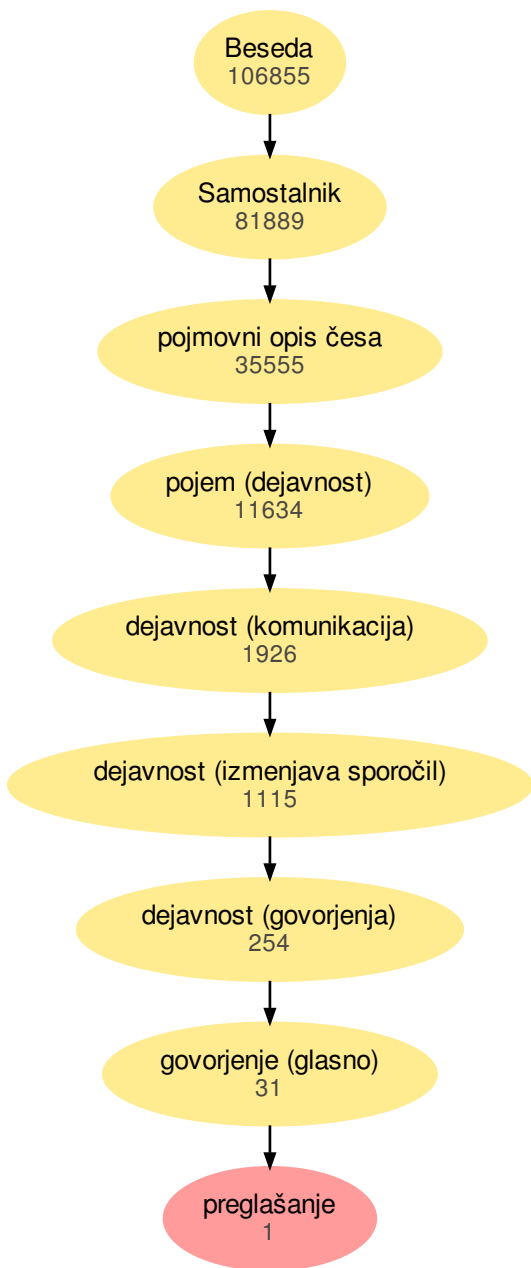 Beseda
106855
Samostalnik
81889
pojmovni opis česa
35555
pojem (dejavnost)
11634
dejavnost (komunikacija)
1926
dejavnost (izmenjava sporočil)
1115
dejavnost (govorjenja)
254
govorjenje (glasno)
31
preglašanje
1